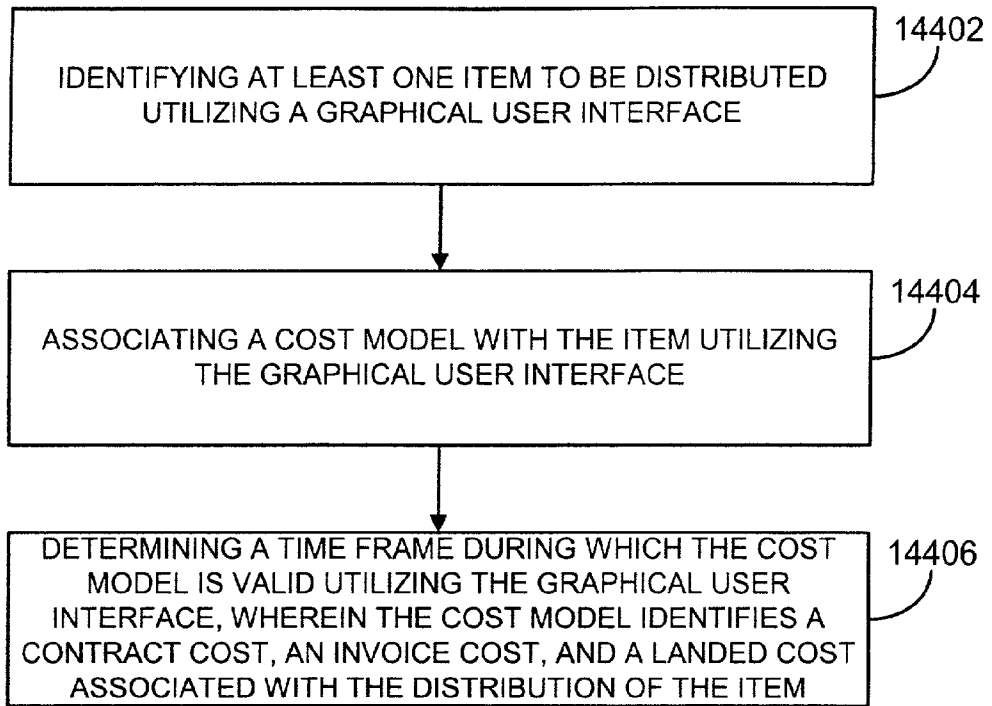 14402
IDENTIFYING AT LEAST ONE ITEM TO BE DISTRIBUTED
UTILIZING A GRAPHICAL USER INTERFACE
14404
ASSOCIATING A COST MODEL WITH THE ITEM UTILIZING
THE GRAPHICAL USER INTERFACE
14406
DETERMINING A TIME FRAME DURING WHICH THE COST
MODEL IS VALID UTILIZING THE GRAPHICAL USER
INTERFACE, WHEREIN THE COST MODEL IDENTIFIES A
CONTRACT COST, AN INVOICE COST, AND A LANDED COST
ASSOCIATED WITH THE DISTRIBUTION OF THE ITEM